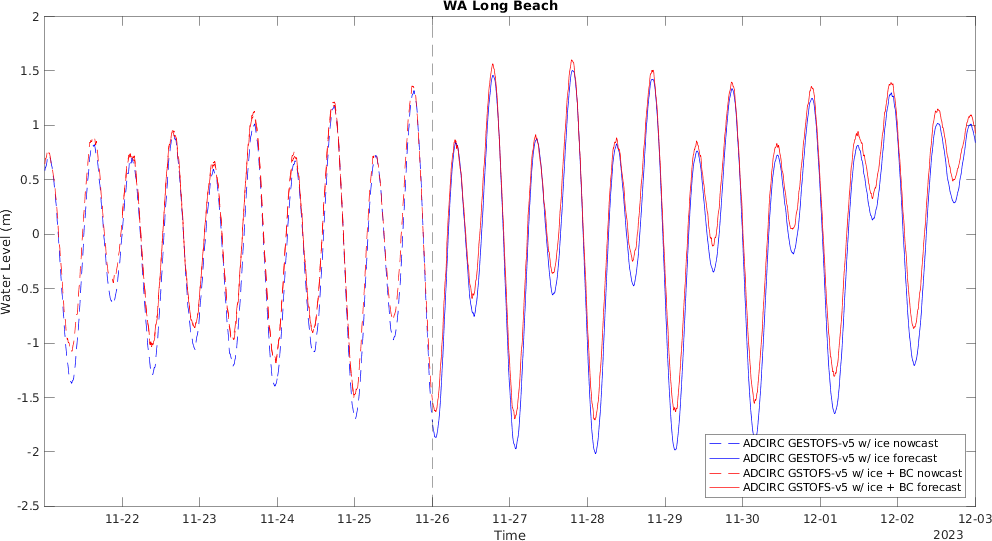 WA Long Beach
2
1.5
1
0.5
0
-0.5
-1
-1.5
-2
-2.5
Water Level (m)
11-22 11-23 11-24 11-25 11-26 11-27 11-28 11-29 11-30 12-01 12-02 12-03
Time
2023
ADCIRC GESTOFS-v5 w/ ice nowcast
ADCIRC GESTOFS-v5 w/ ice forecast
ADCIRC GSTOFS-v5 w/ ice + BC nowcast
ADCIRC GSTOFS-v5 w/ ice + BC forecast